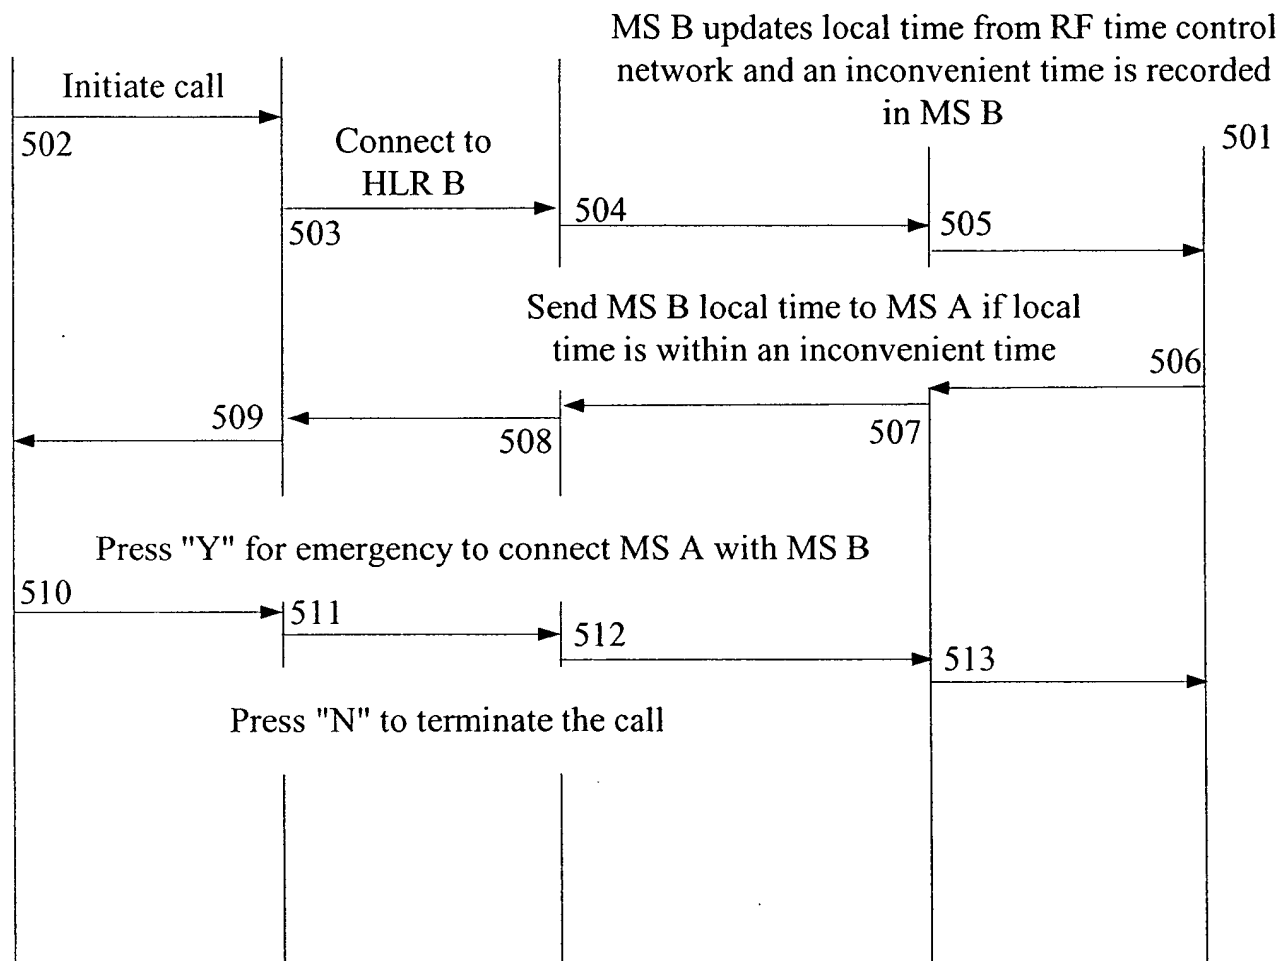 MS B updates local time from RF time control
network and an inconvenient time is recorded
in MS B
Initiate call
501
502
Connect to
HLR B
503
504
505
Send MS B local time to MS A if local
time is within an inconvenient time
506
507
508
509
Press "Y" for emergency to connect MS A with MS B
510
511
512
513
Press "N" to terminate the call